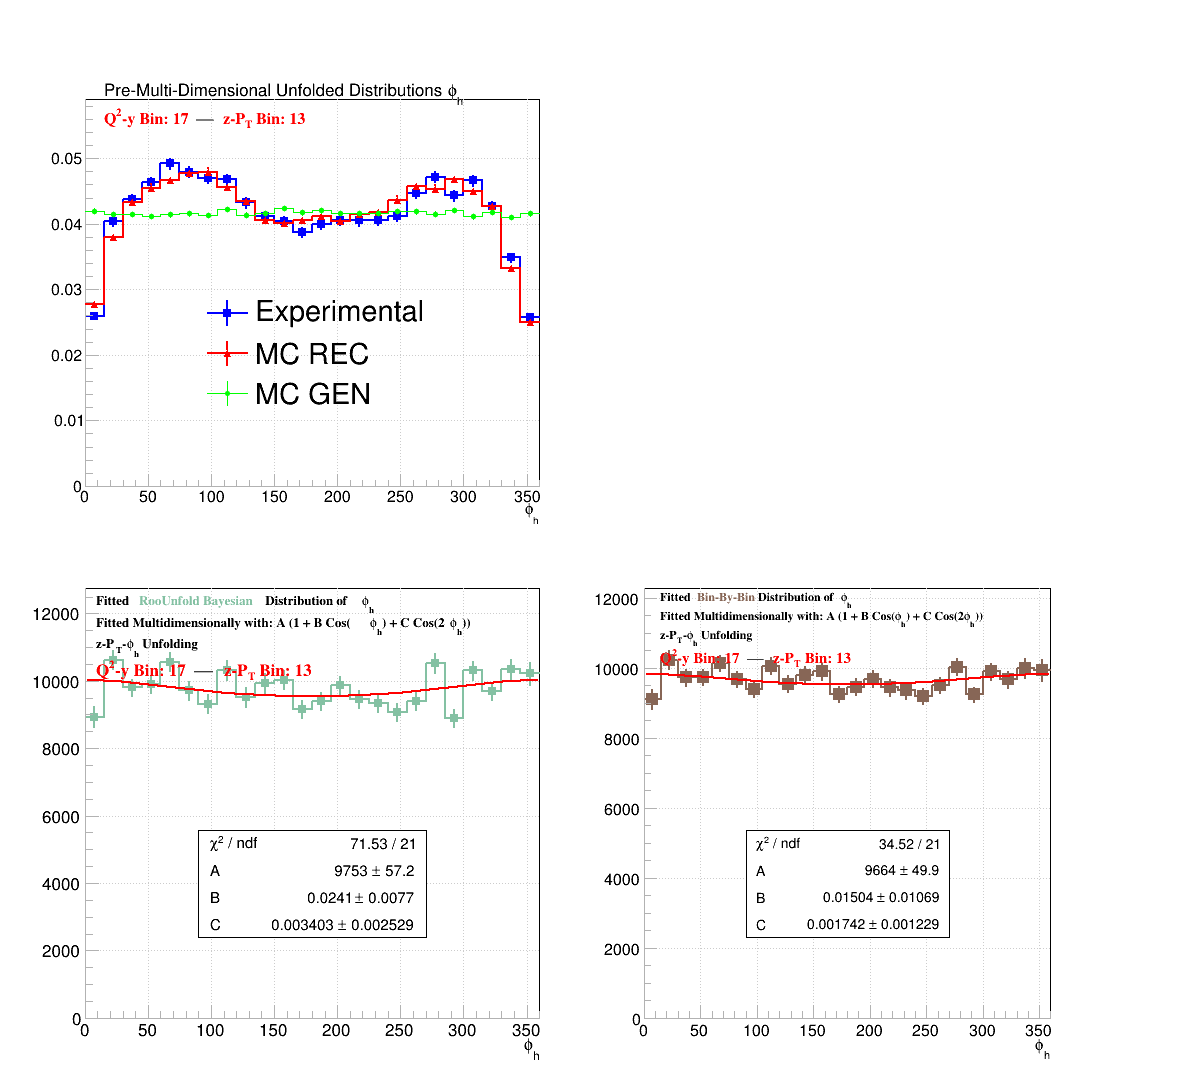 Pre-Multi-Dimensional Unfolded Distributions ϕh
Q2-y Bin: 17 — z-PT Bin: 13
0.05
0.04
0.03
0.02
0.01
0
Experimental
MC REC
MC GEN
0 50 100 150 200 250 300 350
ϕh
Fitted RooUnfold Bayesian Distribution of ϕh
Fitted Multidimensionally with: A (1 + B Cos( ϕh) + C Cos(2 ϕh))
z-PT-ϕh Unfolding
Q2-y Bin: 17 — z-PT Bin: 13
12000
10000
8000
6000
4000
2000
0
χ2 / ndf 71.53 / 21
A 9753 ± 57.2
B 0.0241 ± 0.0077
C 0.003403 ± 0.002529
0 50 100 150 200 250 300 350
ϕh
Fitted Bin-By-Bin Distribution of ϕh
Fitted Multidimensionally with: A (1 + B Cos(ϕh) + C Cos(2ϕh))
z-PT-ϕh Unfolding
Q2-y Bin: 17 — z-PT Bin: 13
12000
10000
8000
6000
4000
2000
0
χ2 / ndf 34.52 / 21
A 9664 ± 49.9
B 0.01504 ± 0.01069
C 0.001742 ± 0.001229
0 50 100 150 200 250 300 350
ϕh